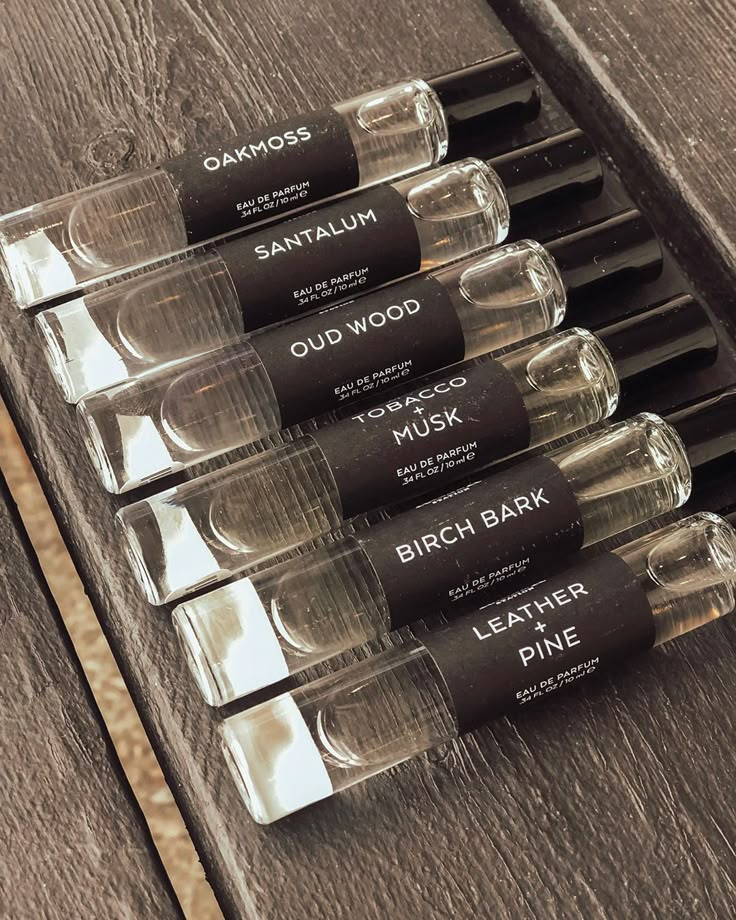 OAKMOSS
EAU DE PARFUM
.34 FL OZ / 10 ml ℮
SANTALUM
EAU DE PARFUM
.34 FL OZ / 10 ml ℮
OUD WOOD
EAU DE PARFUM
.34 FL OZ / 10 ml ℮
TOBACCO
+
MUSK
EAU DE PARFUM
.34 FL OZ / 10 ml ℮
BIRCH BARK
EAU DE PARFUM
.34 FL OZ / 10 ml ℮
LEATHER
+
PINE
EAU DE PARFUM
.34 FL OZ / 10 ml ℮